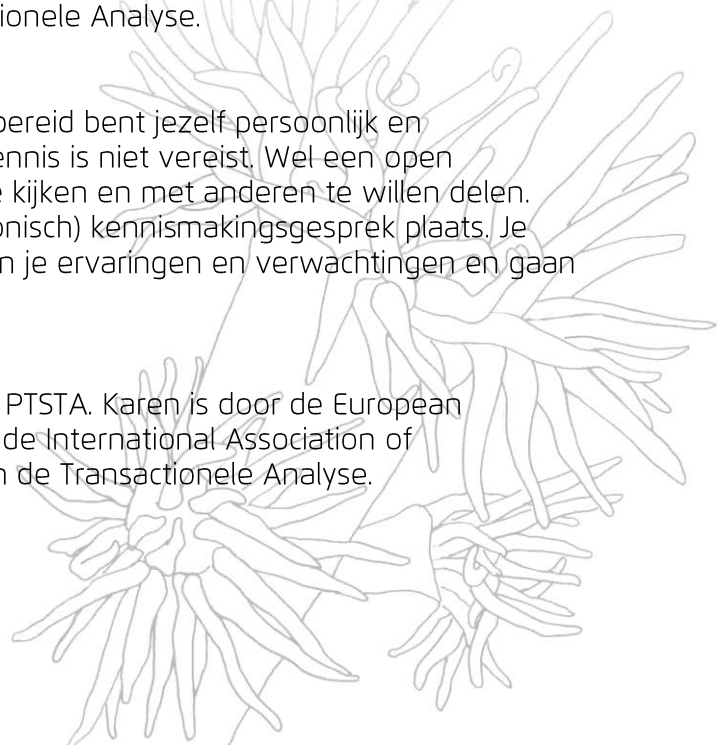 ionele Analyse.
bereid bent jezelf persoonlijk en
ennis is niet vereist. Wel een open
e kijken en met anderen te willen delen.
onisch) kennismakingsgesprek plaats. Je
n je ervaringen en verwachtingen en gaan
PTSTA. Karen is door de European
de International Association of
n de Transactionele Analyse.